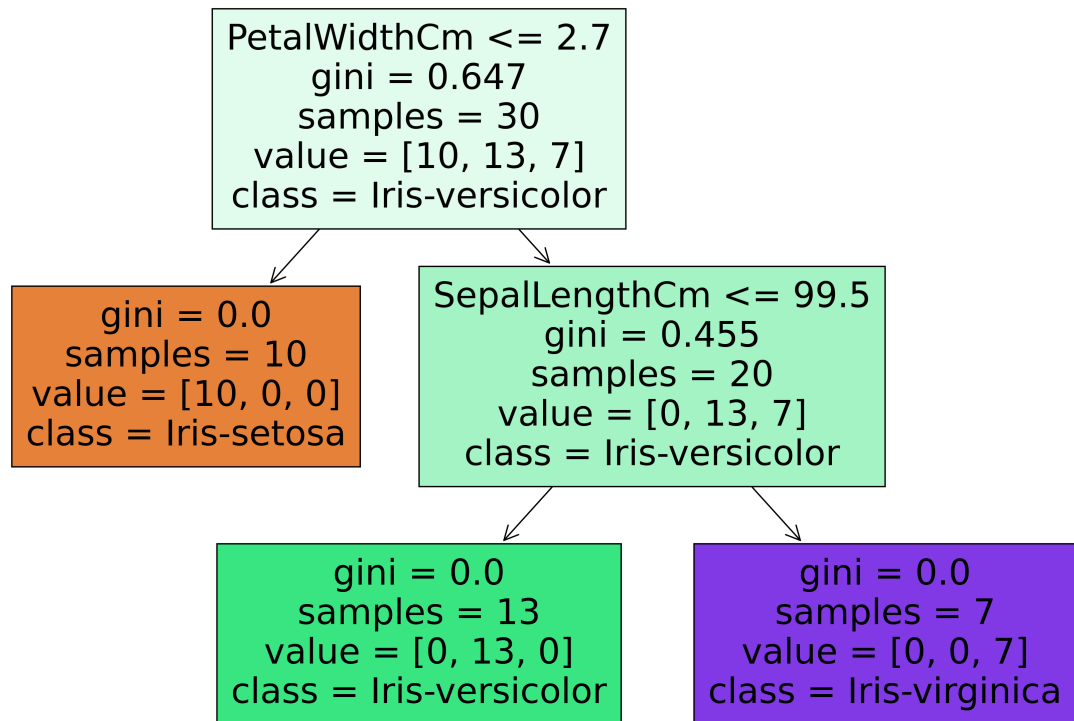 PetalWidthCm <= 2.7
gini = 0.647
samples = 30
value = [10, 13, 7]
class = Iris-versicolor
gini = 0.0
samples = 10
value = [10, 0, 0]
class = Iris-setosa
SepalLengthCm <= 99.5
gini = 0.455
samples = 20
value = [0, 13, 7]
class = Iris-versicolor
gini = 0.0
samples = 13
value = [0, 13, 0]
class = Iris-versicolor
gini = 0.0
samples = 7
value = [0, 0, 7]
class = Iris-virginica